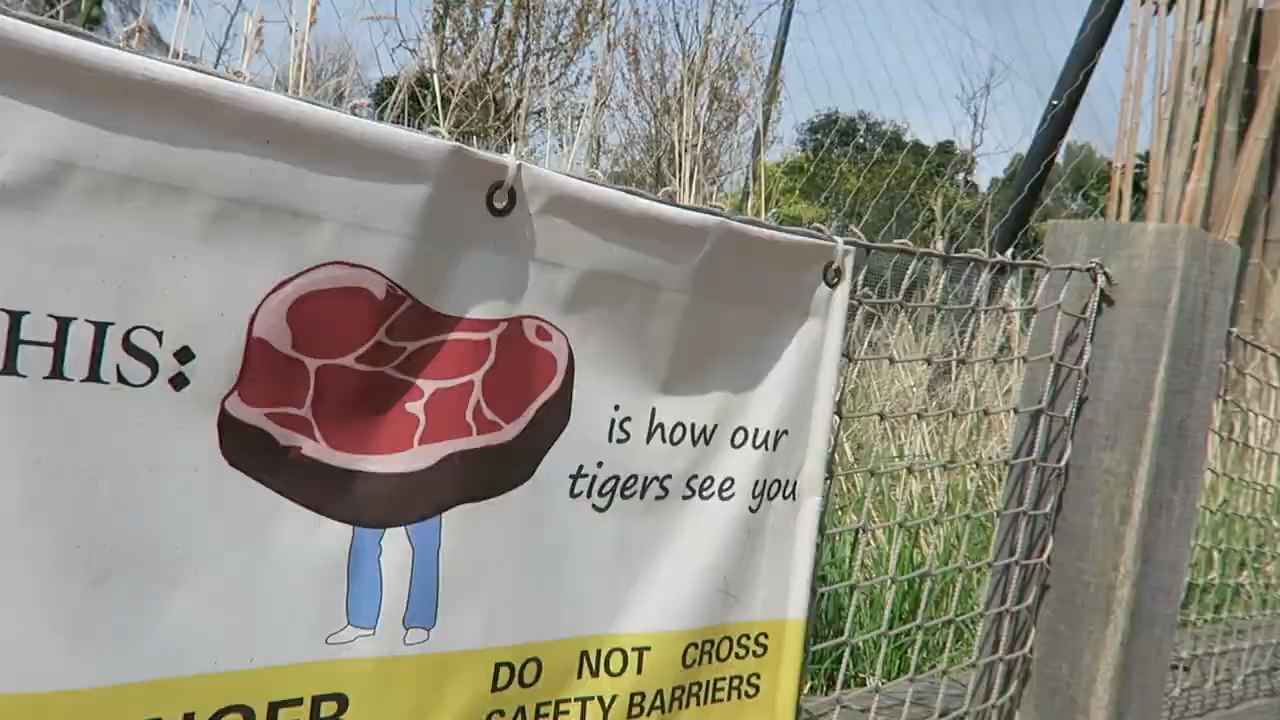 HIS:
is how our
tigers see you
DO NOT CROSS
SAFETY BARRIERS